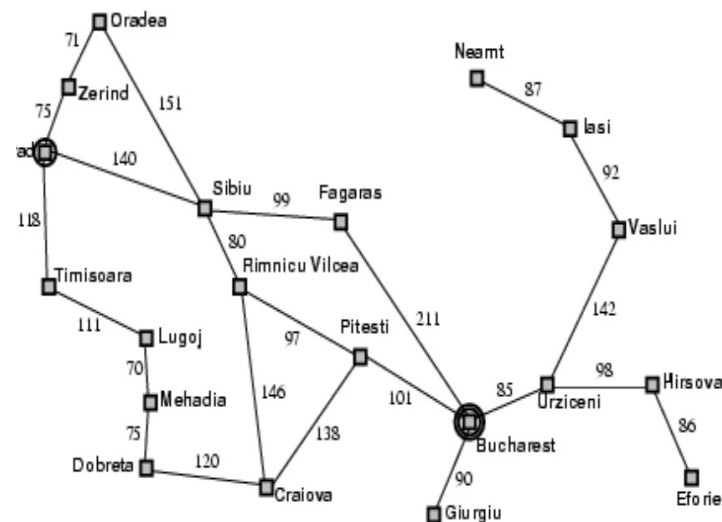 Oradea
71
Neamt
Zerind
87
75
151
Iasi
ad
140
92
Sibiu
99
Fagaras
118
Vaslui
80
Timisoara
Rimnicu Vilcea
142
111
Lugoj
97
Pitesti
211
70
98
Hirsova
146
85
Mehadia
101
Urziceni
138
86
75
Bucharest
Dobreta
120
90
Craiova
Eforie
Giurgiu